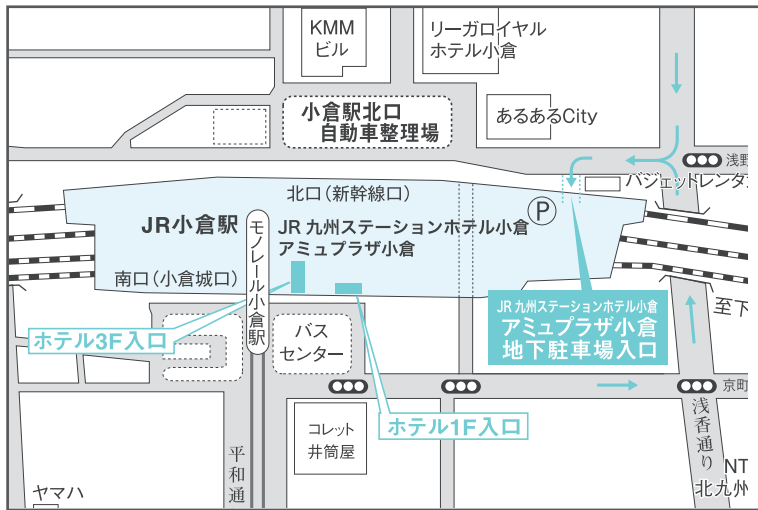 KMM
ビル
リーガロイヤル
ホテル小倉
小倉駅北口
自動車整理場
あるあるCity
浅野
バジェットレンタカ
北口（新幹線口）
P
JR小倉駅
JR 九州ステーションホテル小倉
アミュプラザ小倉
モノレール小倉駅
南口（小倉城口）
JR 九州ステーションホテル小倉
アミュプラザ小倉
地下駐車場入口
至下
ホテル3F入口
バス
センター
京町
ホテル1F入口
コレット
井筒屋
浅香通り
平和通
ヤマハ
NT
北九州